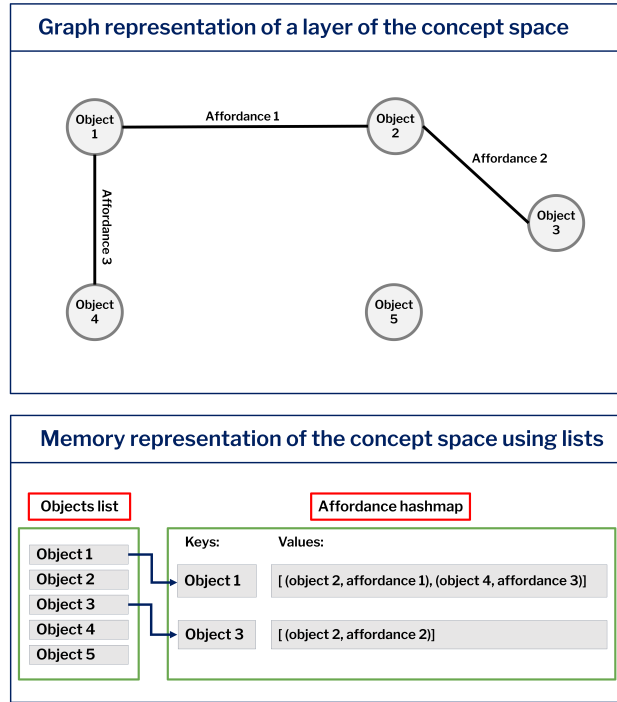 Graph representation of a layer of the concept space
Object
1
Affordance 1
Object
2
Affordance 2
Object
3
Affordance 3
Object
4
Object
5
Memory representation of the concept space using lists
Objects list
Affordance hashmap
Object 1
Object 2
Object 3
Object 4
Object 5
Keys:
Values:
Object 1
[ (object 2, affordance 1), (object 4, affordance 3)]
Object 3
[ (object 2, affordance 2)]